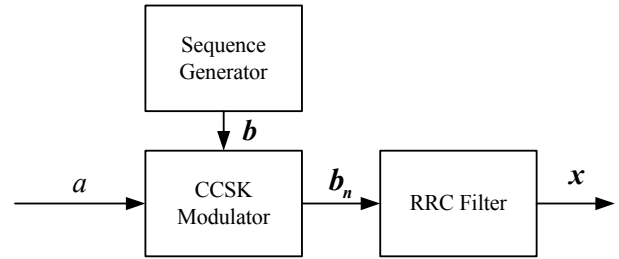 Sequence
Generator
b
a
CCSK
Modulator
b_n
RRC Filter
x